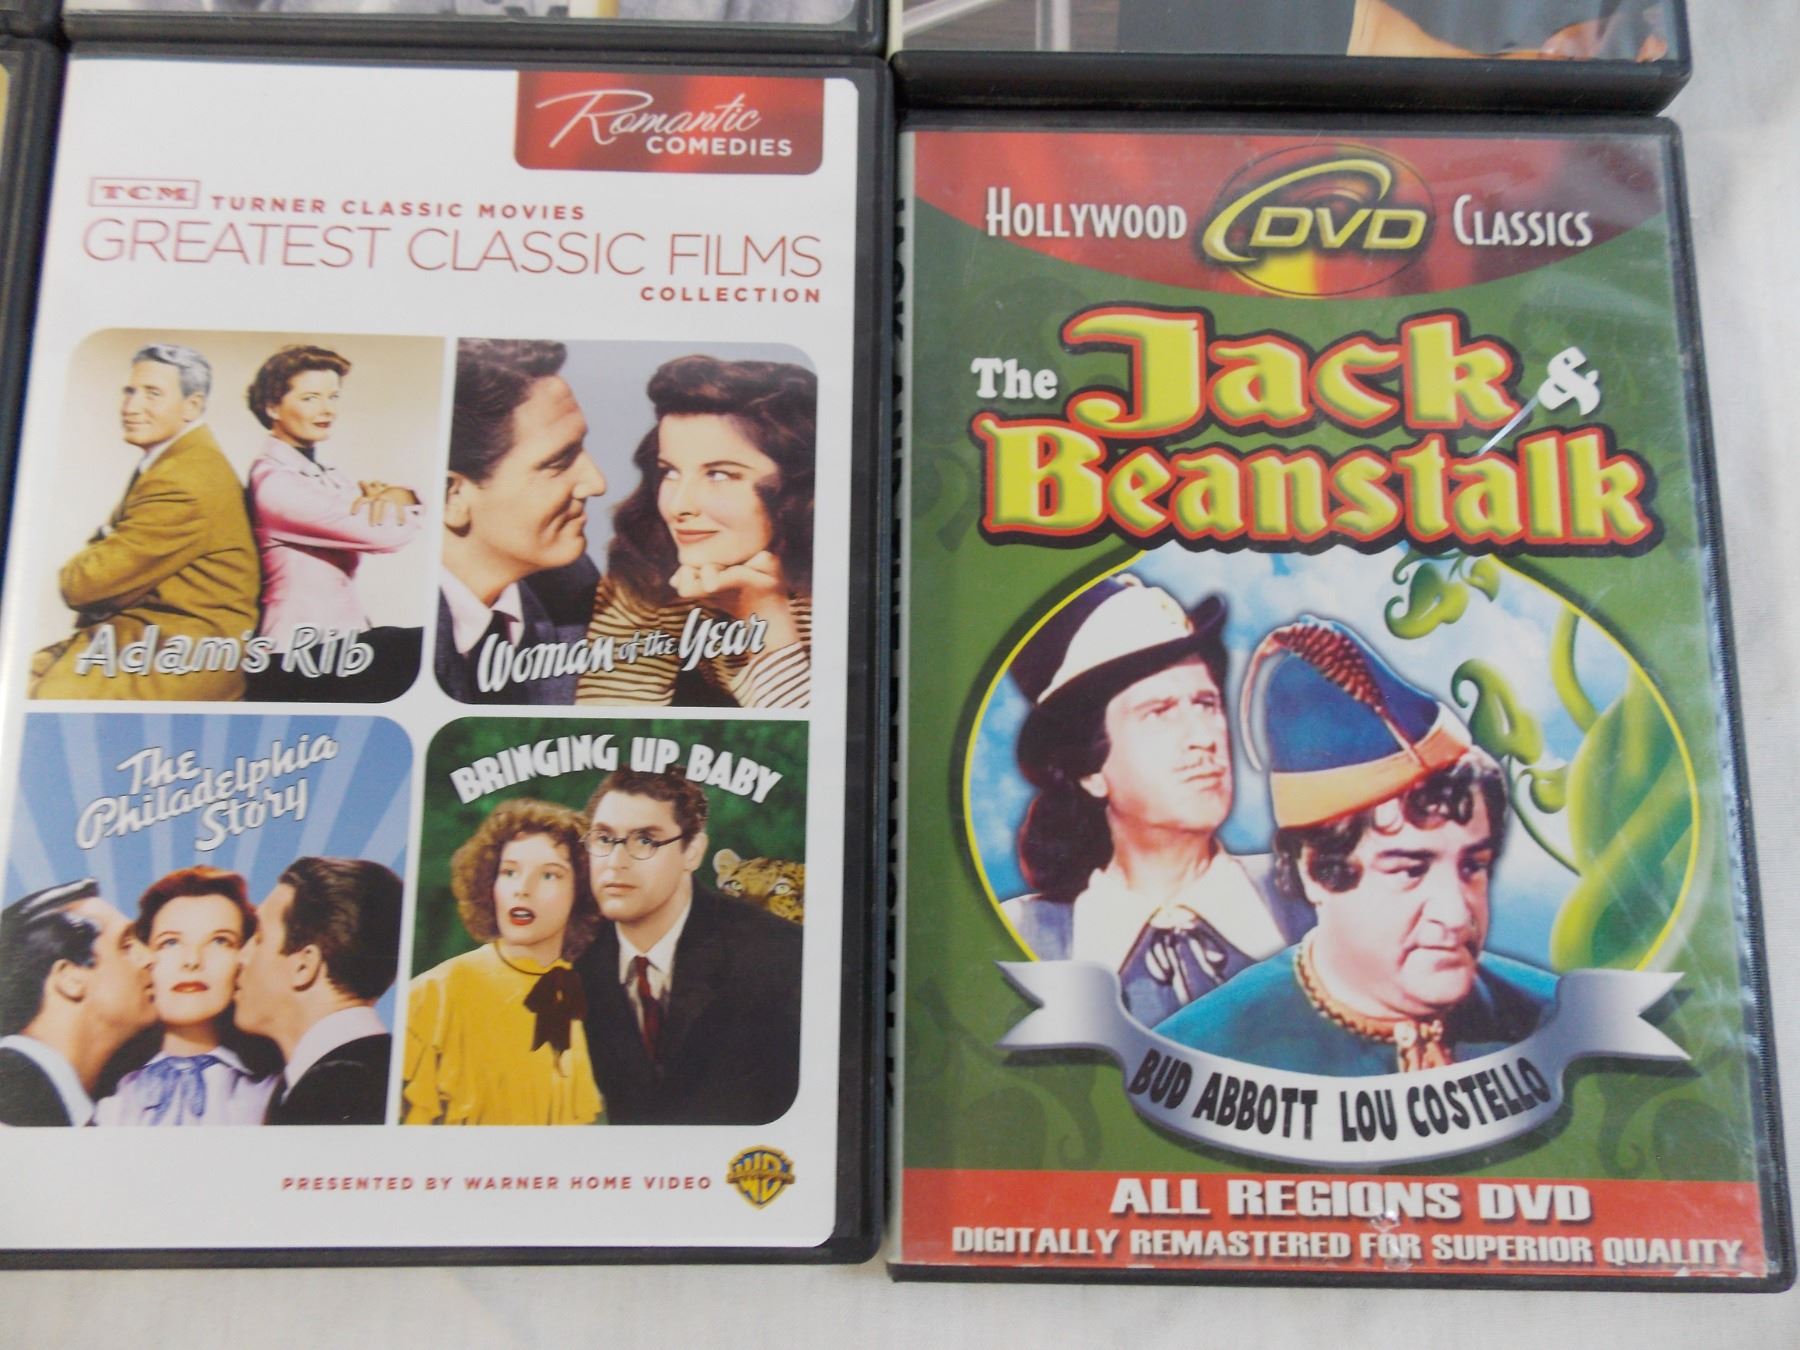 Romantic
COMEDIES
TCM TURNER CLASSIC MOVIES
GREATEST CLASSIC FILMS
COLLECTION
Adam's Rib
Woman of the Year
The
Philadelphia
Story
BRINGING UP BABY
PRESENTED BY WARNER HOME VIDEO
WB
HOLLYWOOD DVD CLASSICS
The Jack &
Beanstalk
BUD ABBOTT LOU COSTELLO
ALL REGIONS DVD
DIGITALLY REMASTERED FOR SUPERIOR QUALITY